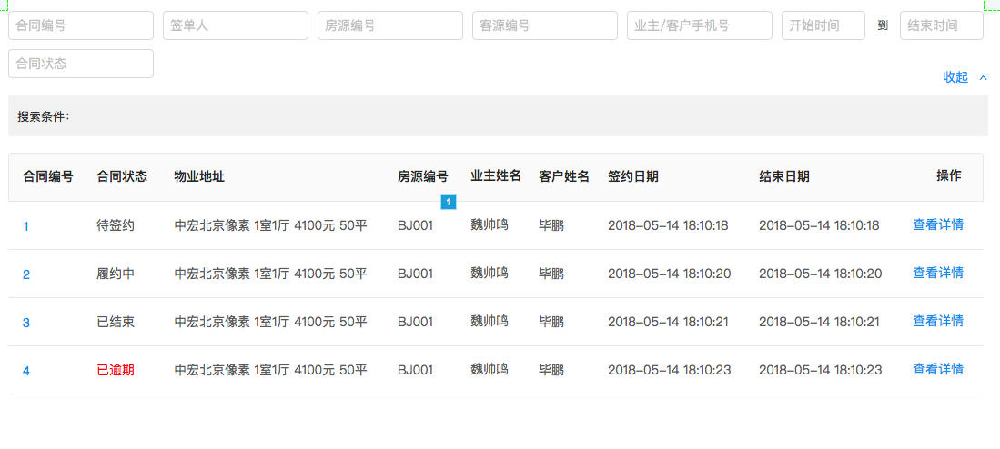 合同编号 签单人 房源编号 客源编号 业主/客户手机号 开始时间 到 结束时间
合同状态
收起
搜索条件:
合同编号 合同状态 物业地址 房源编号 业主姓名 客户姓名 签约日期 结束日期 操作
1
1 待签约 中宏北京像素 1室1厅 4100元 50平 BJ001 魏帅鸣 毕鹏 2018-05-14 18:10:18 2018-05-14 18:10:18 查看详情
2 履约中 中宏北京像素 1室1厅 4100元 50平 BJ001 魏帅鸣 毕鹏 2018-05-14 18:10:20 2018-05-14 18:10:20 查看详情
3 已结束 中宏北京像素 1室1厅 4100元 50平 BJ001 魏帅鸣 毕鹏 2018-05-14 18:10:21 2018-05-14 18:10:21 查看详情
4 已逾期 中宏北京像素 1室1厅 4100元 50平 BJ001 魏帅鸣 毕鹏 2018-05-14 18:10:23 2018-05-14 18:10:23 查看详情